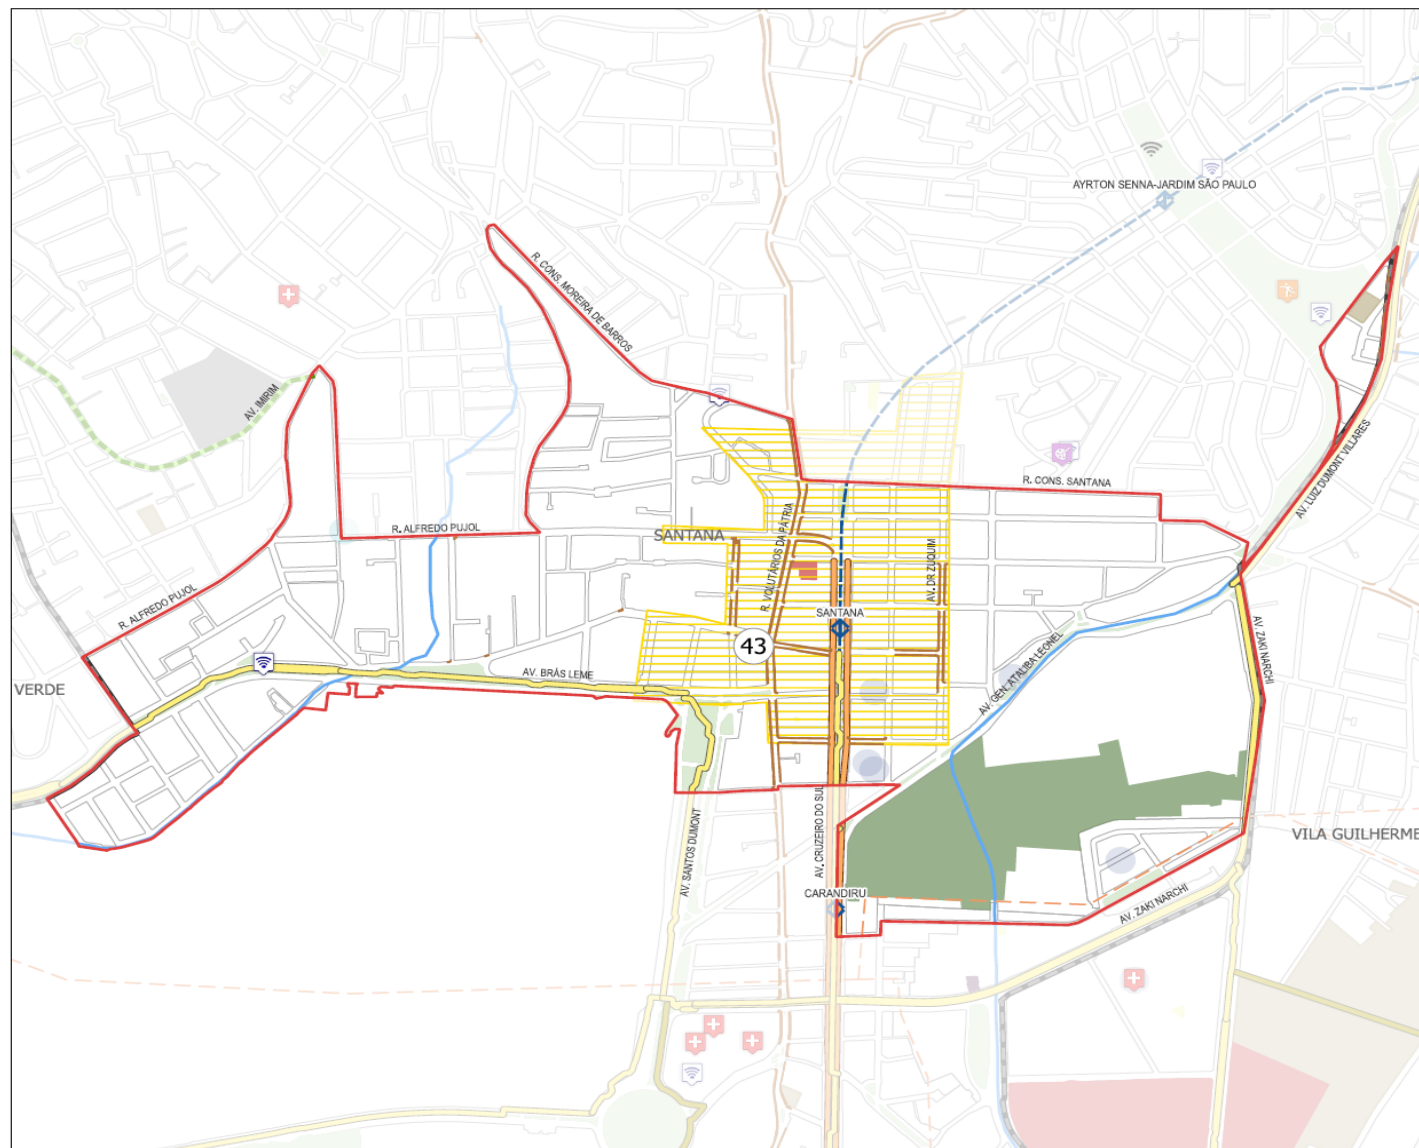 AYRTON SENNA-JARDIM SÃO PAULO
R. CONS. MOREIRA DE BARROS
AV. IMIRIM
AV. LUIZ DUMONT VILLARES
R. CONS. SANTANA
R. ALFREDO PUJOL
SANTANA
R. VOLUTÁRIOS DA PÁTRIA
AV. DR ZUQUIM
R. ALFREDO PUJOL
SANTANA
43
AV. ZAKI NARCHI
AV. GEN. ATALIBA LEONEL
AV. BRÁS LEME
VERDE
AV. SANTOS DUMONT
AV. CRUZEIRO DO SUL
VILA GUILHERME
CARANDIRU
AV. ZAKI NARCHI